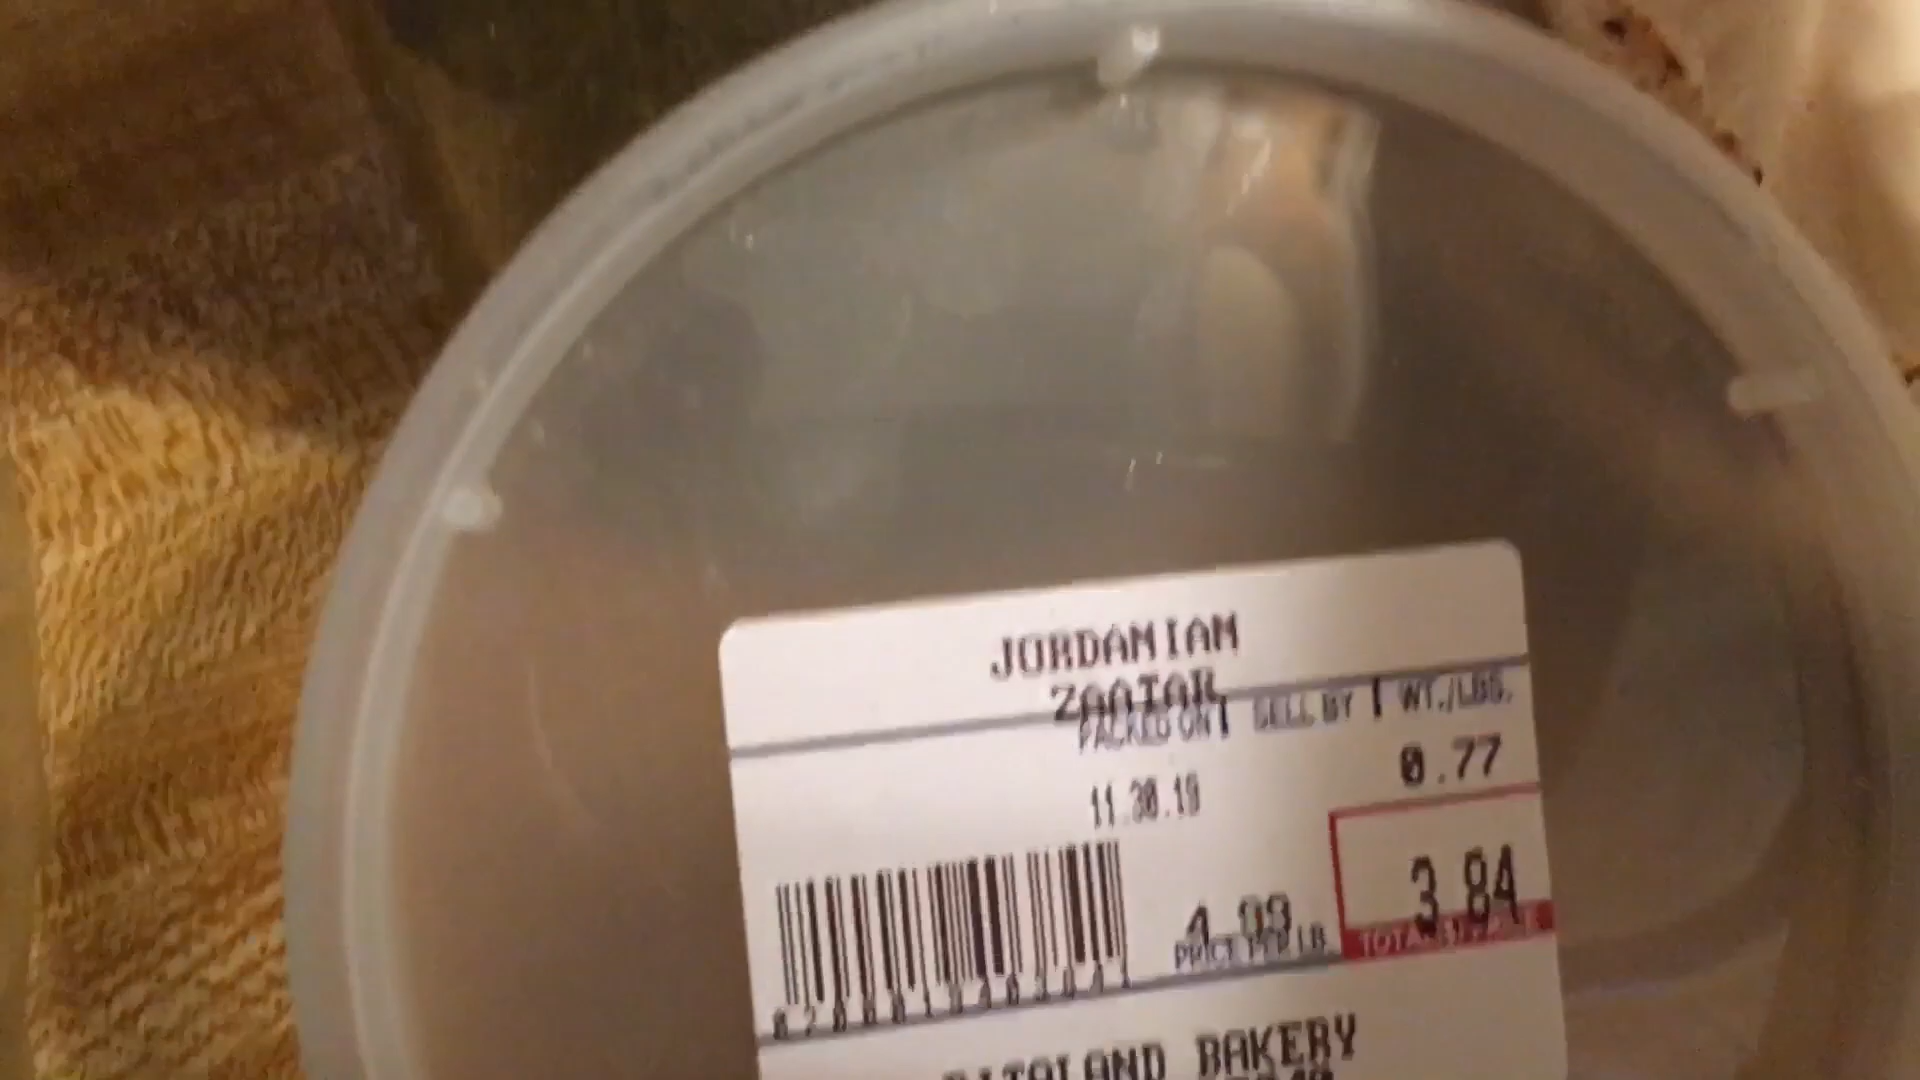 JORDANIAN
ZAATAR
PACKED ON SELL BY WT./LBS.
0.77
11.30.19
3.84
4.99
PRICE PER LB.
BAKERY